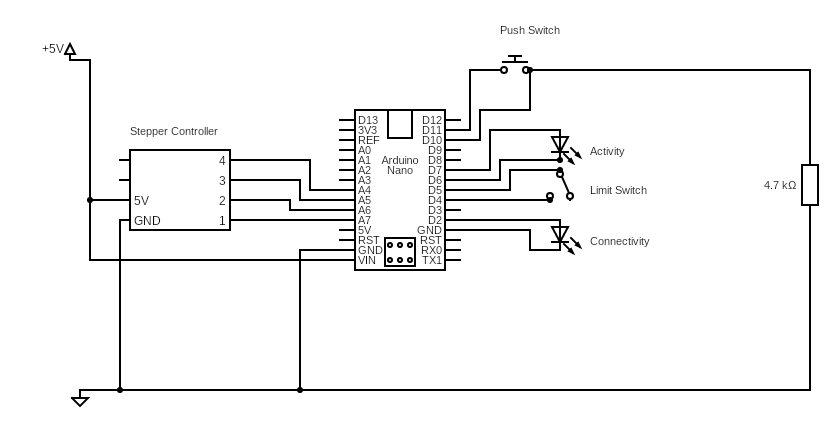 Push Switch
+5V
Stepper Controller
4
3
5V 2
GND 1
D13 D12
3V3 D11
REF D10
A0 D9
A1 Arduino D8
A2 Nano D7
A3 D6
A4 D5
A5 D4
A6 D3
A7 D2
5V GND
RST RST
GND RX0
VIN TX1
Activity
Limit Switch
Connectivity
4.7 kΩ